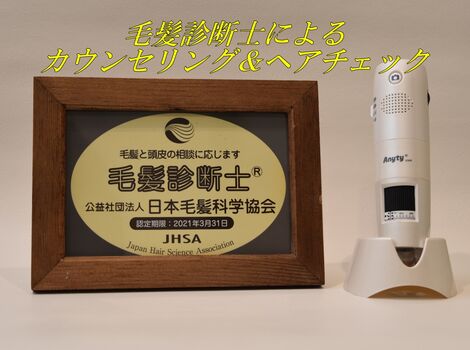 毛髪診断士による
カウンセリング＆ヘアチェック
毛髪と頭皮の相談に応じます
毛髪診断士®
公益社団法人 日本毛髪科学協会
認定期限：2021年3月31日
JHSA
Japan Hair Science Association
Anyty